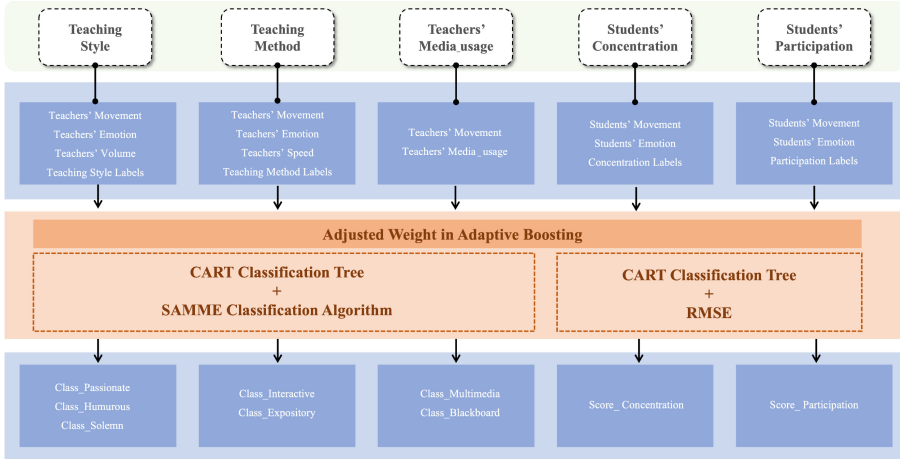 Teaching
Style
Teaching
Method
Teachers'
Media_usage
Students'
Concentration
Students'
Participation
Teachers' Movement
Teachers' Emotion
Teachers' Volume
Teaching Style Labels
Teachers' Movement
Teachers' Emotion
Teachers' Speed
Teaching Method Labels
Teachers' Movement
Teachers' Media_usage
Students' Movement
Students' Emotion
Concentration Labels
Students' Movement
Students' Emotion
Participation Labels
Adjusted Weight in Adaptive Boosting
CART Classification Tree
+
SAMME Classification Algorithm
CART Classification Tree
+
RMSE
Class_Passionate
Class_Humurous
Class_Solemn
Class_Interactive
Class_Expository
Class_Multimedia
Class_Blackboard
Score_ Concentration
Score_ Participation